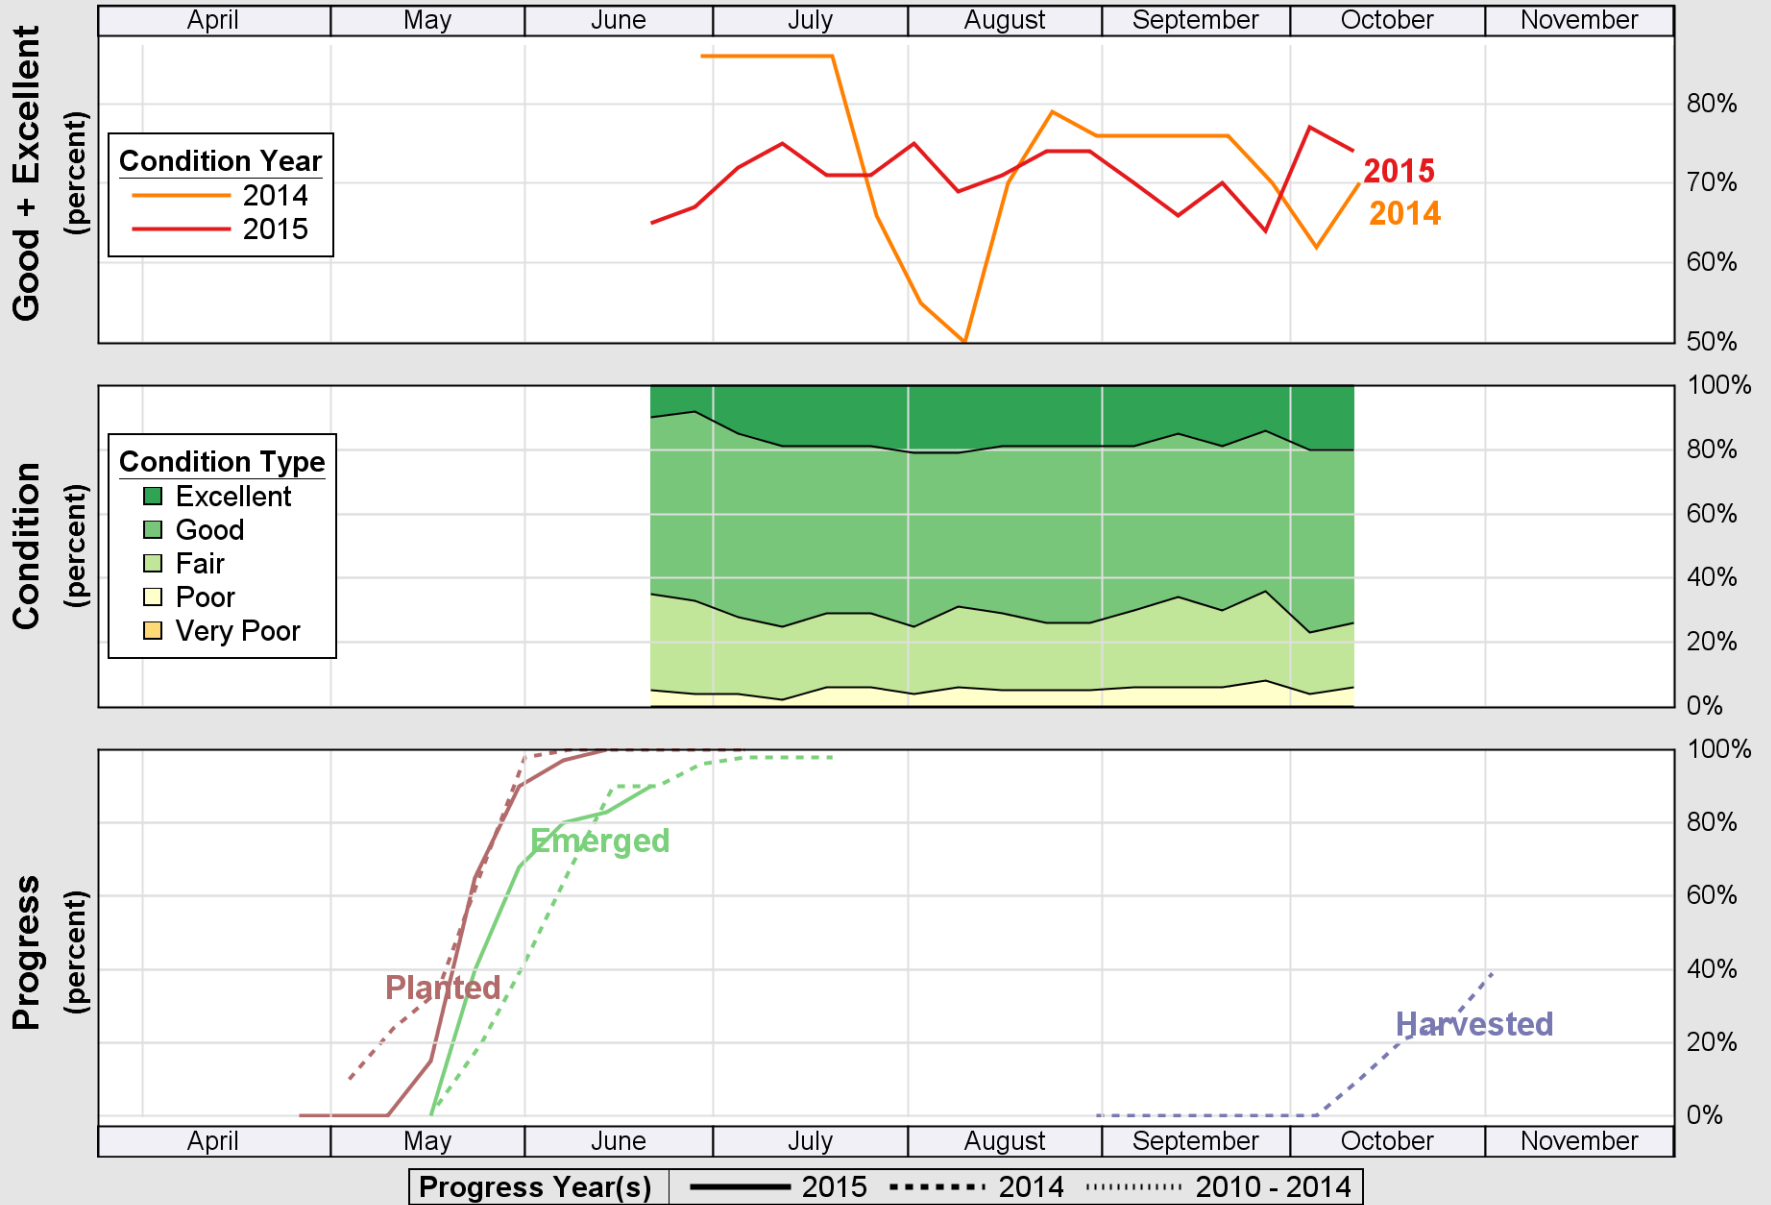 April May June July August September October November
Good + Excellent
(percent)
80%
70%
60%
50%
Condition Year
2014
2015
2015
2014
Condition
(percent)
100%
80%
60%
40%
20%
0%
Condition Type
Excellent
Good
Fair
Poor
Very Poor
Progress
(percent)
100%
80%
60%
40%
20%
0%
Emerged
Planted
Harvested
April May June July August September October November
Progress Year(s) 2015 2014 2010 - 2014